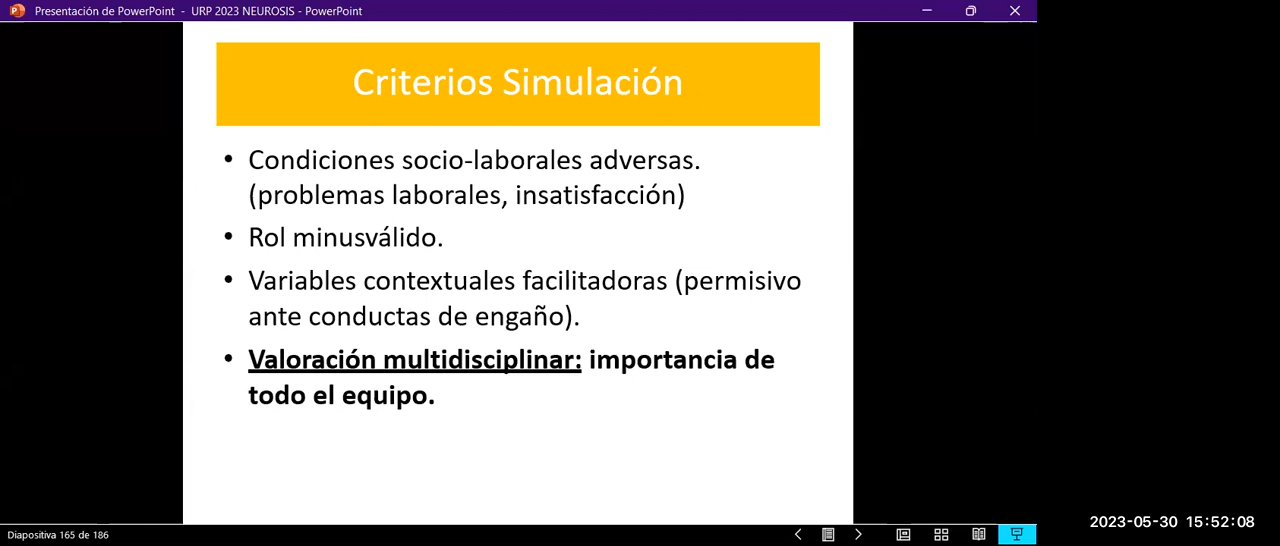 Presentación de PowerPoint - URP 2023 NEUROSIS - PowerPoint
Criterios Simulación
• Condiciones socio-laborales adversas.
(problemas laborales, insatisfacción)
• Rol minusválido.
• Variables contextuales facilitadoras (permisivo
ante conductas de engaño).
• Valoración multidisciplinar: importancia de
todo el equipo.
2023-05-30 15:52:08
Diapositiva 165 de 186